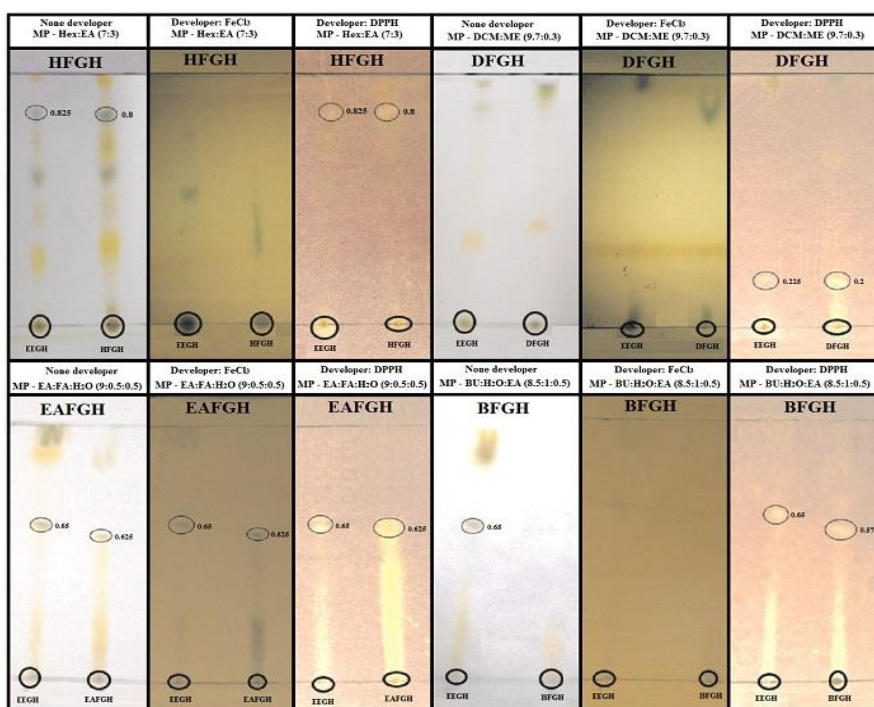 None developer
MP - Hex:EA (7:3)
Developer: FeCl₃
MP - Hex:EA (7:3)
Developer: DPPH
MP - Hex:EA (7:3)
None developer
MP - DCM:ME (9.7:0.3)
Developer: FeCl₃
MP - DCM:ME (9.7:0.3)
Developer: DPPH
MP - DCM:ME (9.7:0.3)
HFGH
HFGH
HFGH
DFGH
DFGH
DFGH
0.825
0.8
0.825
0.8
0.225
0.2
EEGH
HFGH
EEGH
HFGH
EEGH
HFGH
EEGH
DFGH
EEGH
DFGH
EEGH
DFGH
None developer
MP - EA:FA:H₂O (9:0.5:0.5)
Developer: FeCl₃
MP - EA:FA:H₂O (9:0.5:0.5)
Developer: DPPH
MP - EA:FA:H₂O (9:0.5:0.5)
None developer
MP - BU:H₂O:EA (8.5:1:0.5)
Developer: FeCl₃
MP - BU:H₂O:EA (8.5:1:0.5)
Developer: DPPH
MP - BU:H₂O:EA (8.5:1:0.5)
EAFGH
EAFGH
EAFGH
BFGH
BFGH
BFGH
0.65
0.625
0.65
0.625
0.65
0.625
0.65
0.65
0.57
EEGH
EAFGH
EEGH
EAFGH
EEGH
EAFGH
EEGH
BFGH
EEGH
BFGH
EEGH
BFGH